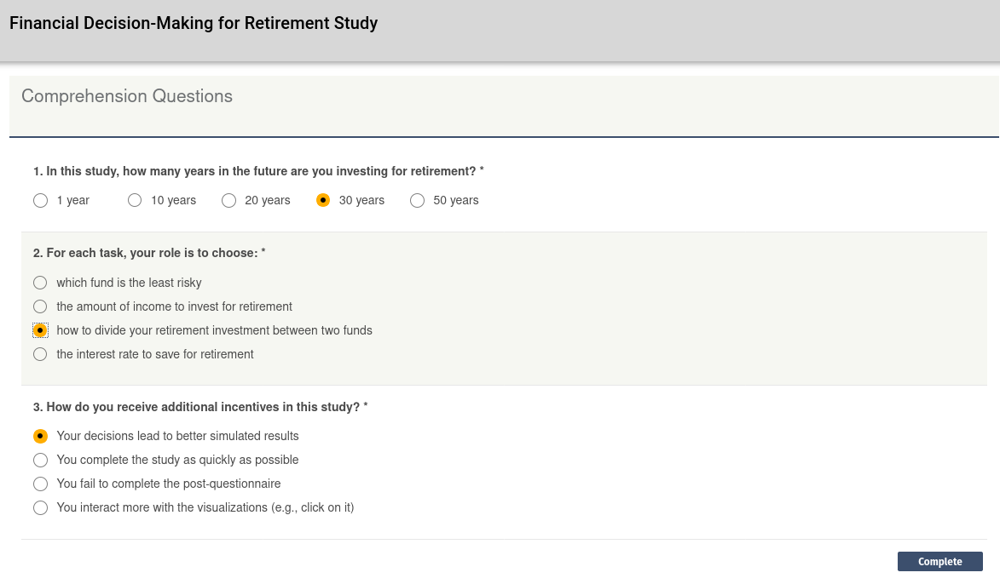 Financial Decision-Making for Retirement Study
Comprehension Questions
1. In this study, how many years in the future are you investing for retirement? *
1 year 10 years 20 years 30 years 50 years
2. For each task, your role is to choose: *
which fund is the least risky
the amount of income to invest for retirement
how to divide your retirement investment between two funds
the interest rate to save for retirement
3. How do you receive additional incentives in this study? *
Your decisions lead to better simulated results
You complete the study as quickly as possible
You fail to complete the post-questionnaire
You interact more with the visualizations (e.g., click on it)
Complete